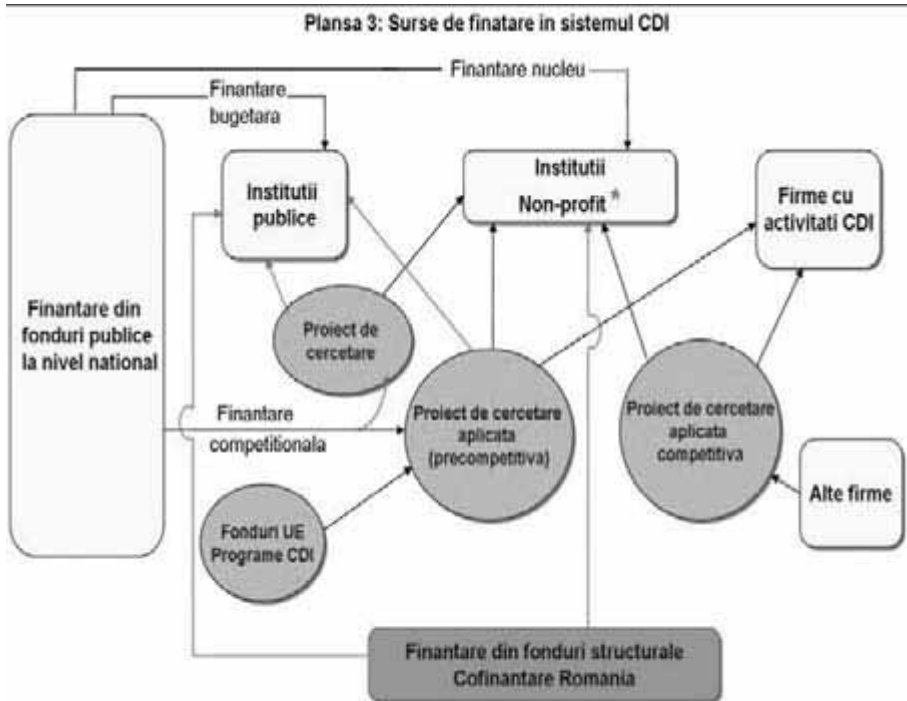 Plansa 3: Surse de finatare in sistemul CDI
Finantare nucleu
Finantare
bugetara
Institutii
publice
Institutii
Non-profit*
Firme cu
activitati CDI
Finantare din
fonduri publice
la nivel national
Proiect de
cercetare
Finantare
competitionala
Proiect de cercetare
aplicata
(precompetitiva)
Proiect de cercetare
aplicata
competitiva
Alte firme
Fonduri UE
Programe CDI
Finantare din fonduri structurale
Cofinantare Romania